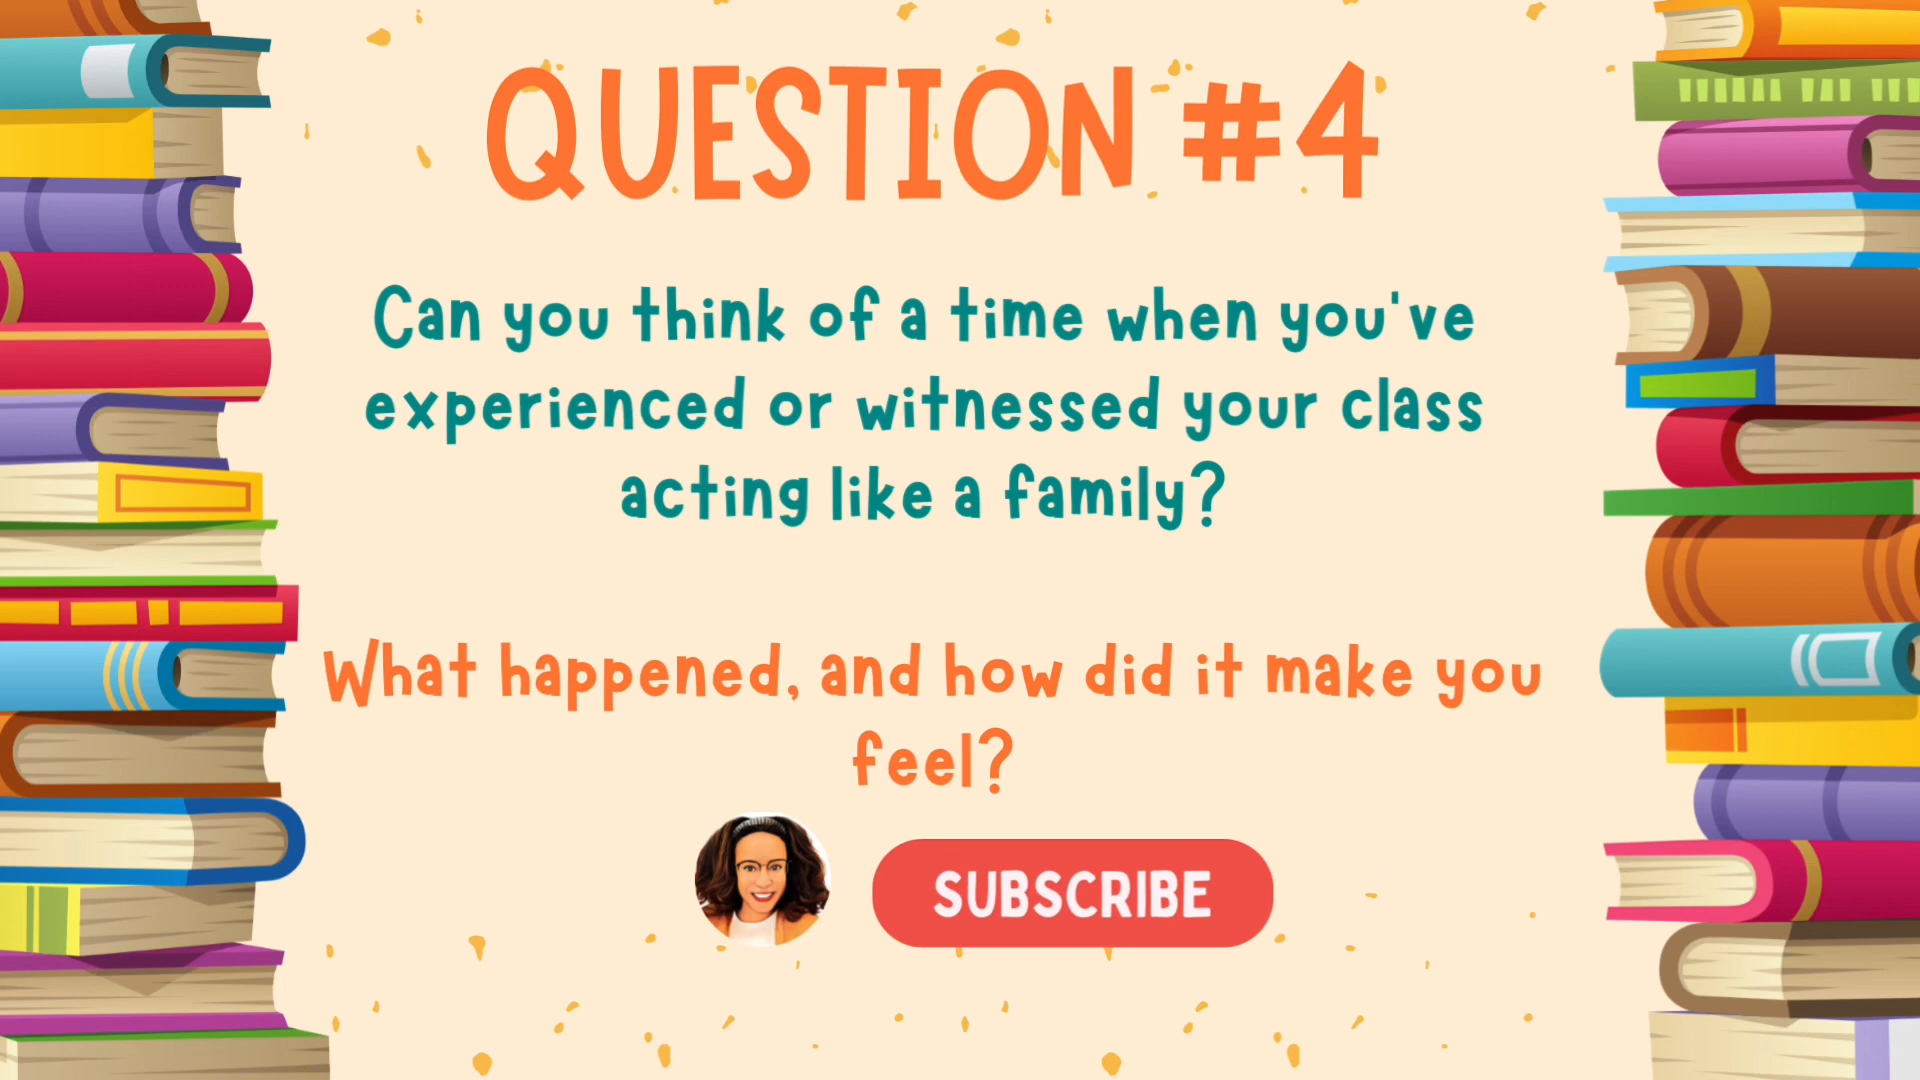 QUESTION #4
Can you think of a time when you've
experienced or witnessed your class
acting like a family?
What happened, and how did it make you
feel?
SUBSCRIBE